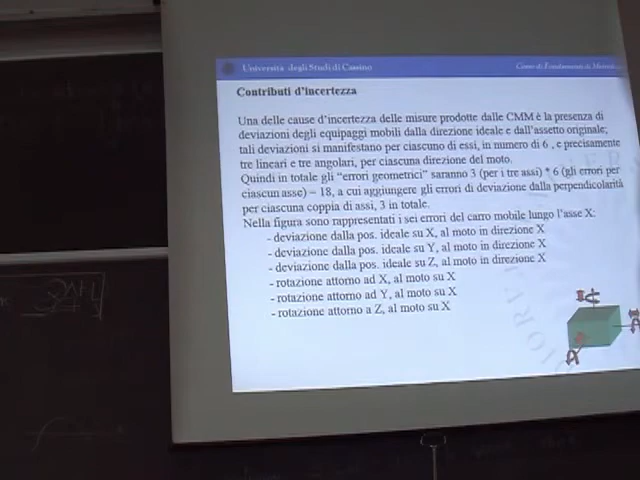 Università degli Studi di Cassino
Corso di Fondamenti di
Contributi d'incertezza
Una delle cause d'incertezza delle misure prodotte dalle CMM è la presenza di
deviazioni degli equipaggi mobili dalla direzione ideale e dall'assetto originale;
tali deviazioni si manifestano per ciascuno di essi, in numero di 6 , e precisamente
tre lineari e tre angolari, per ciascuna direzione del moto.
Quindi in totale gli "errori geometrici" saranno 3 (per i tre assi) * 6 (gli errori per
ciascun asse) = 18, a cui aggiungere gli errori di deviazione dalla perpendicolarità
per ciascuna coppia di assi, 3 in totale.
Nella figura sono rappresentati i sei errori del carro mobile lungo l'asse X:
- deviazione dalla pos. ideale su X, al moto in direzione X
- deviazione dalla pos. ideale su Y, al moto in direzione X
- deviazione dalla pos. ideale su Z, al moto in direzione X
- rotazione attorno ad X, al moto su X
- rotazione attorno ad Y, al moto su X
- rotazione attorno a Z, al moto su X